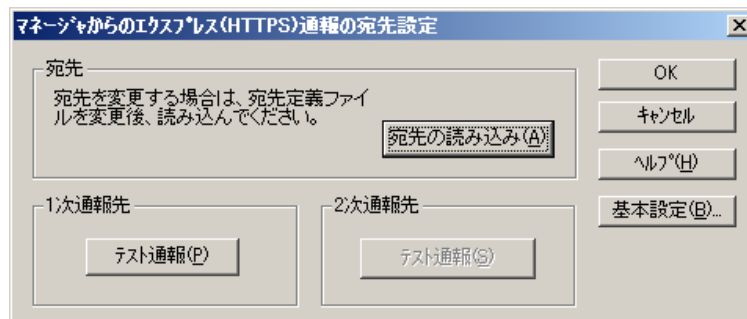 マネージャからのエクスプレス(HTTPS)通報の宛先設定
宛先
宛先を変更する場合は、宛先定義ファイ
ルを変更後、読み込んでください。
宛先の読み込み(A)
1次通報先
テスト通報(P)
2次通報先
テスト通報(S)
OK
キャンセル
ヘルプ(H)
基本設定(B)...